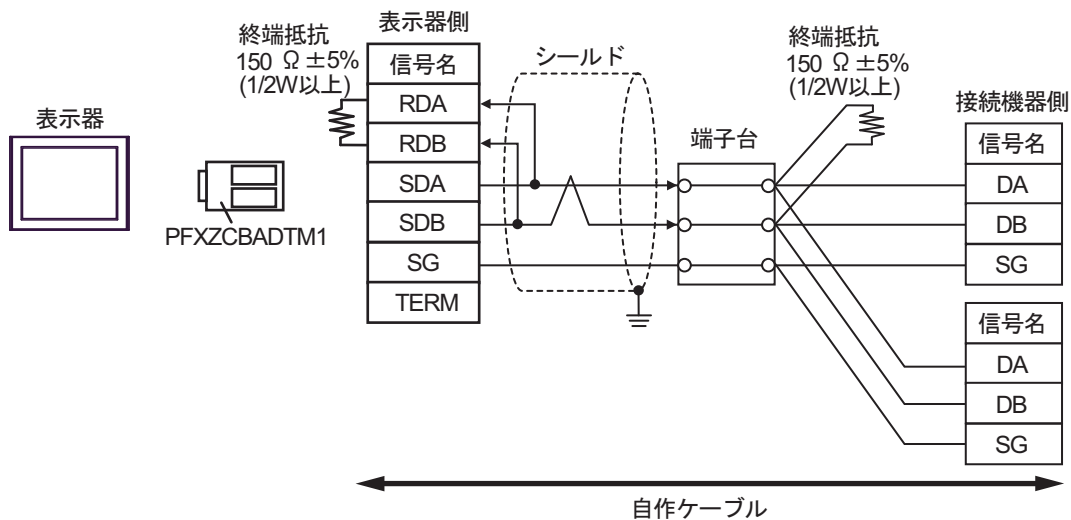 表示器
PFXZCBADTM1
終端抵抗
150 Ω ±5%
(1/2W以上)
表示器側
信号名
RDA
RDB
SDA
SDB
SG
TERM
シールド
端子台
終端抵抗
150 Ω ±5%
(1/2W以上)
接続機器側
信号名
DA
DB
SG
信号名
DA
DB
SG
自作ケーブル